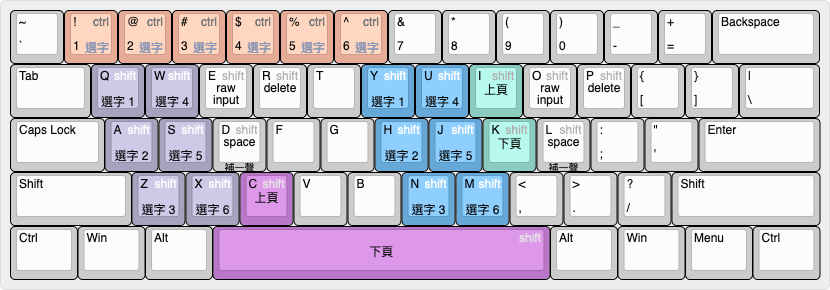 ~ ! ctrl @ ctrl # ctrl $ ctrl % ctrl ^ ctrl & * ( ) _ + Backspace
` 1 選字 2 選字 3 選字 4 選字 5 選字 6 選字 7 8 9 0 - =
Tab Q shift W shift E shift R shift T Y shift U shift I shift O shift P shift { } |
raw delete 上頁 raw delete
input input
選字 1 選字 4 選字 1 選字 4 [ ] \
Caps Lock A shift S shift D shift F G H shift J shift K shift L shift : " Enter
space 下頁 space
選字 2 選字 5 選字 2 選字 5 ; '
補一聲 補一聲
Shift Z shift X shift C shift V B N shift M shift < > ? Shift
上頁
選字 3 選字 6 選字 3 選字 6 , . /
Ctrl Win Alt shift Alt Win Menu Ctrl
下頁